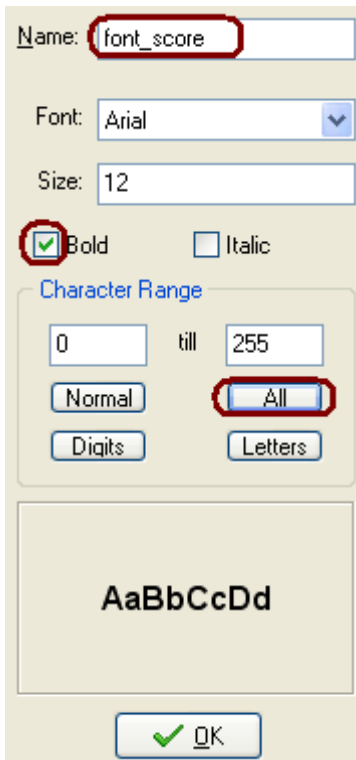 Name: font_score
Font: Arial
Size: 12
Bold Italic
Character Range
0 till 255
Normal All
Digits Letters
AaBbCcDd
OK